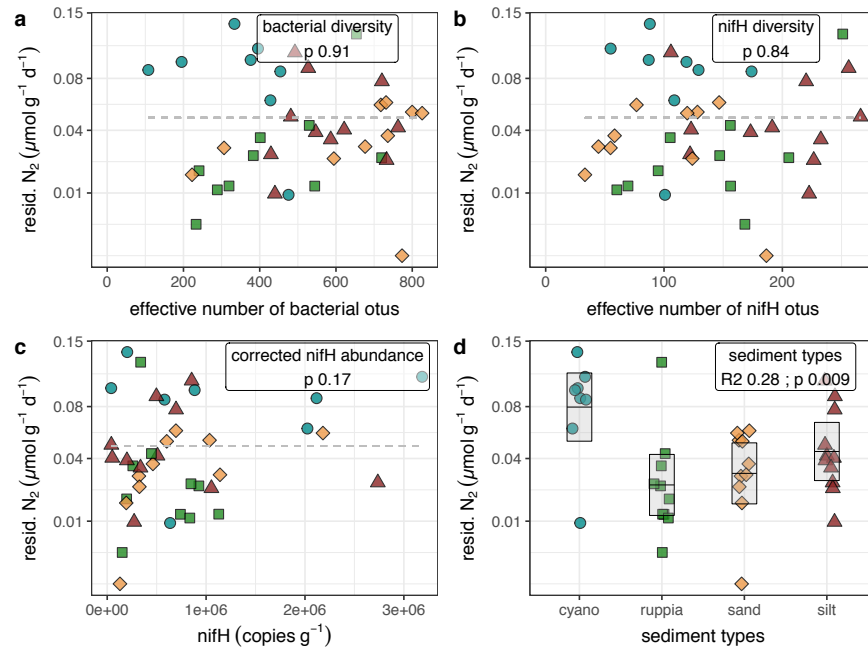 a
bacterial diversity
p 0.91
0.15
0.08
0.04
0.01
resid. N₂ (μmol g⁻¹ d⁻¹)
0 200 400 600 800
effective number of bacterial otus
b
nifH diversity
p 0.84
0.15
0.08
0.04
0.01
resid. N₂ (μmol g⁻¹ d⁻¹)
0 100 200
effective number of nifH otus
c
corrected nifH abundance
p 0.17
0.15
0.08
0.04
0.01
resid. N₂ (μmol g⁻¹ d⁻¹)
0e+00 1e+06 2e+06 3e+06
nifH (copies g⁻¹)
d
sediment types
R2 0.28 ; p 0.009
0.15
0.08
0.04
0.01
resid. N₂ (μmol g⁻¹ d⁻¹)
cyano ruppia sand silt
sediment types